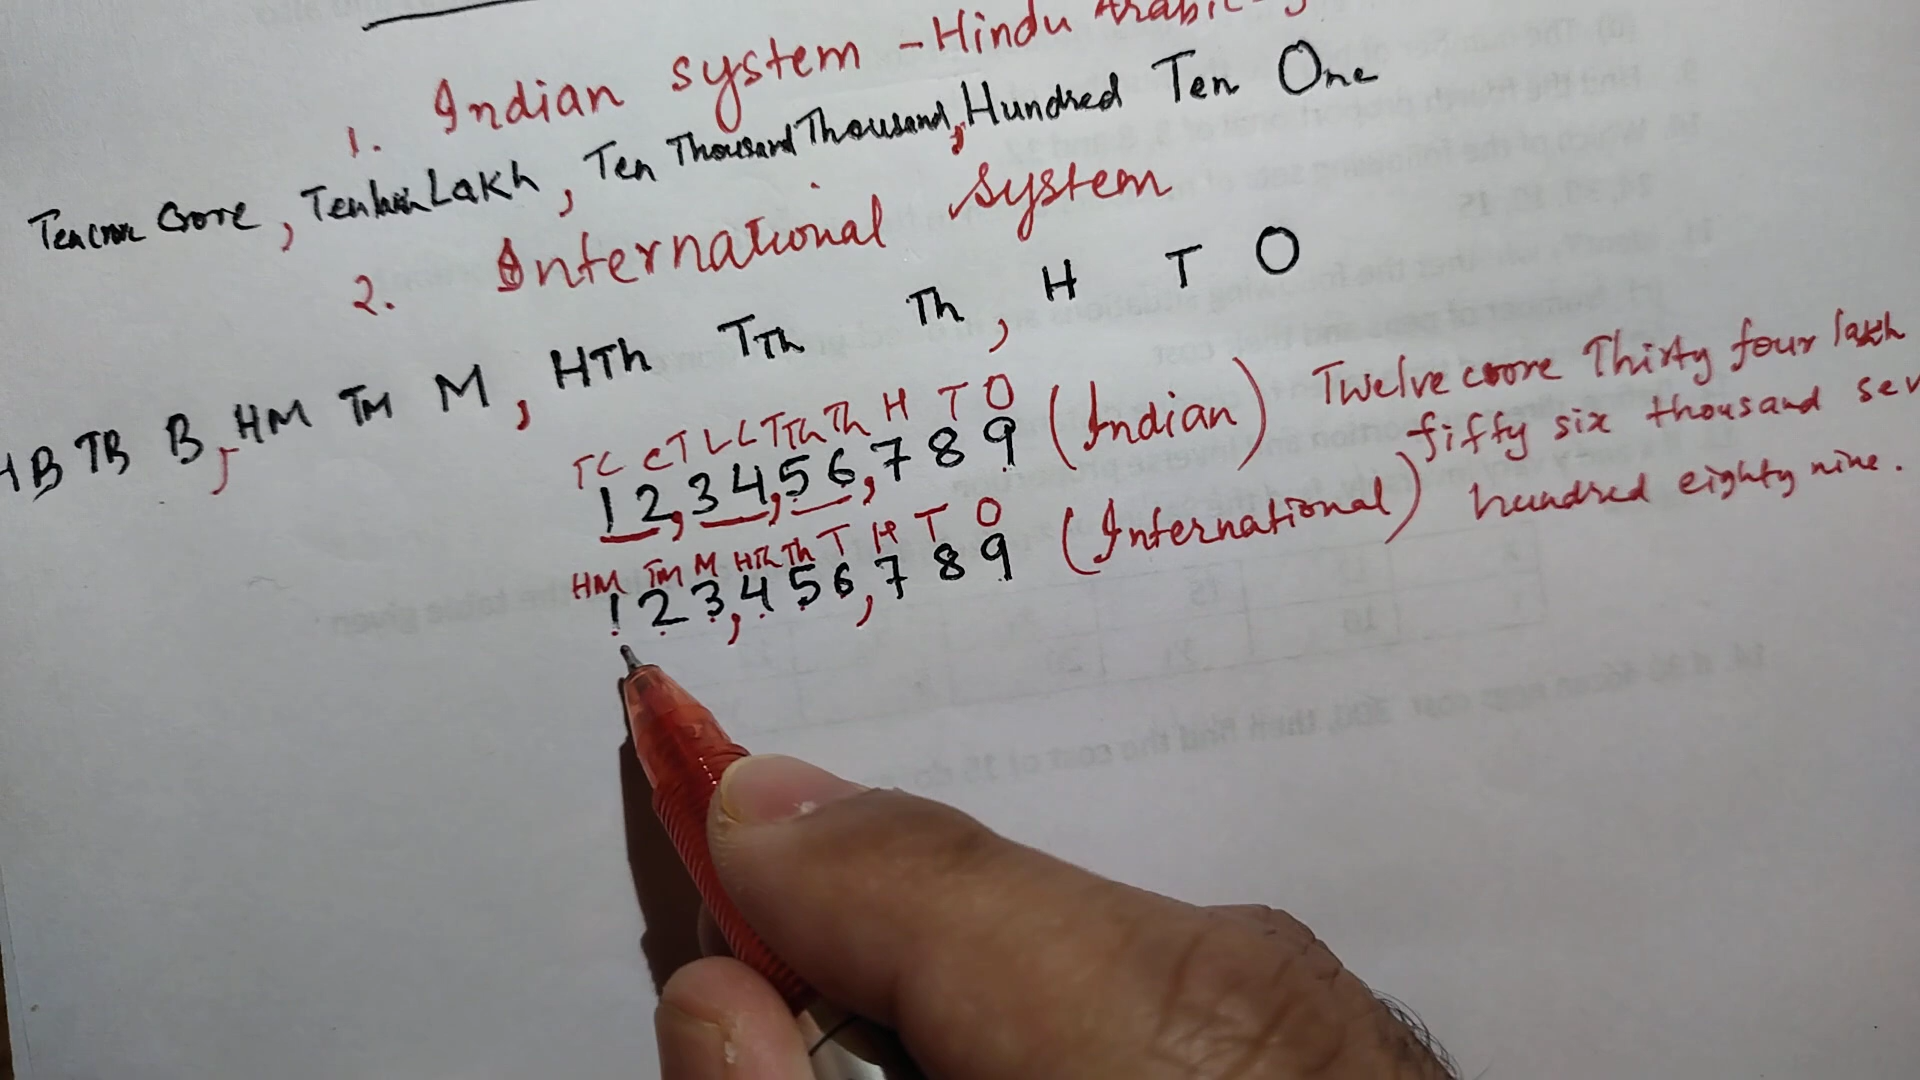 1. Indian system - Hindu Arabic
Ten crore Crore, Ten lakh Lakh, Ten Thousand Thousand, Hundred Ten One
2. International System
HB TB B, HM TM M, HTh TTh Th, H T O
TC C TL L TTh Th H T O
12,34,56,789 (Indian) Twelve crore Thirty four lakh
fifty six thousand sev
hundred eighty nine.
HM TM M HTh Th T H T O
123,456,789 (International)